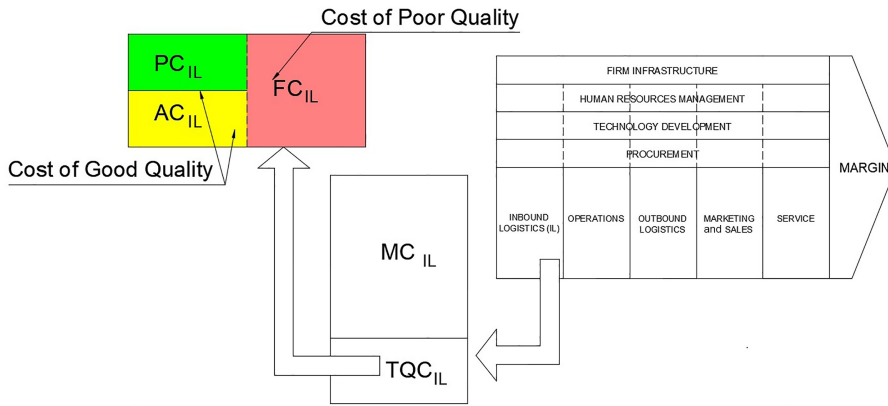 Cost of Poor Quality
PC IL
FC IL
AC IL
Cost of Good Quality
FIRM INFRASTRUCTURE
HUMAN RESOURCES MANAGEMENT
TECHNOLOGY DEVELOPMENT
PROCUREMENT
MARGIN
INBOUND
LOGISTICS (IL)
OPERATIONS
OUTBOUND
LOGISTICS
MARKETING
and SALES
SERVICE
MC IL
TQC IL